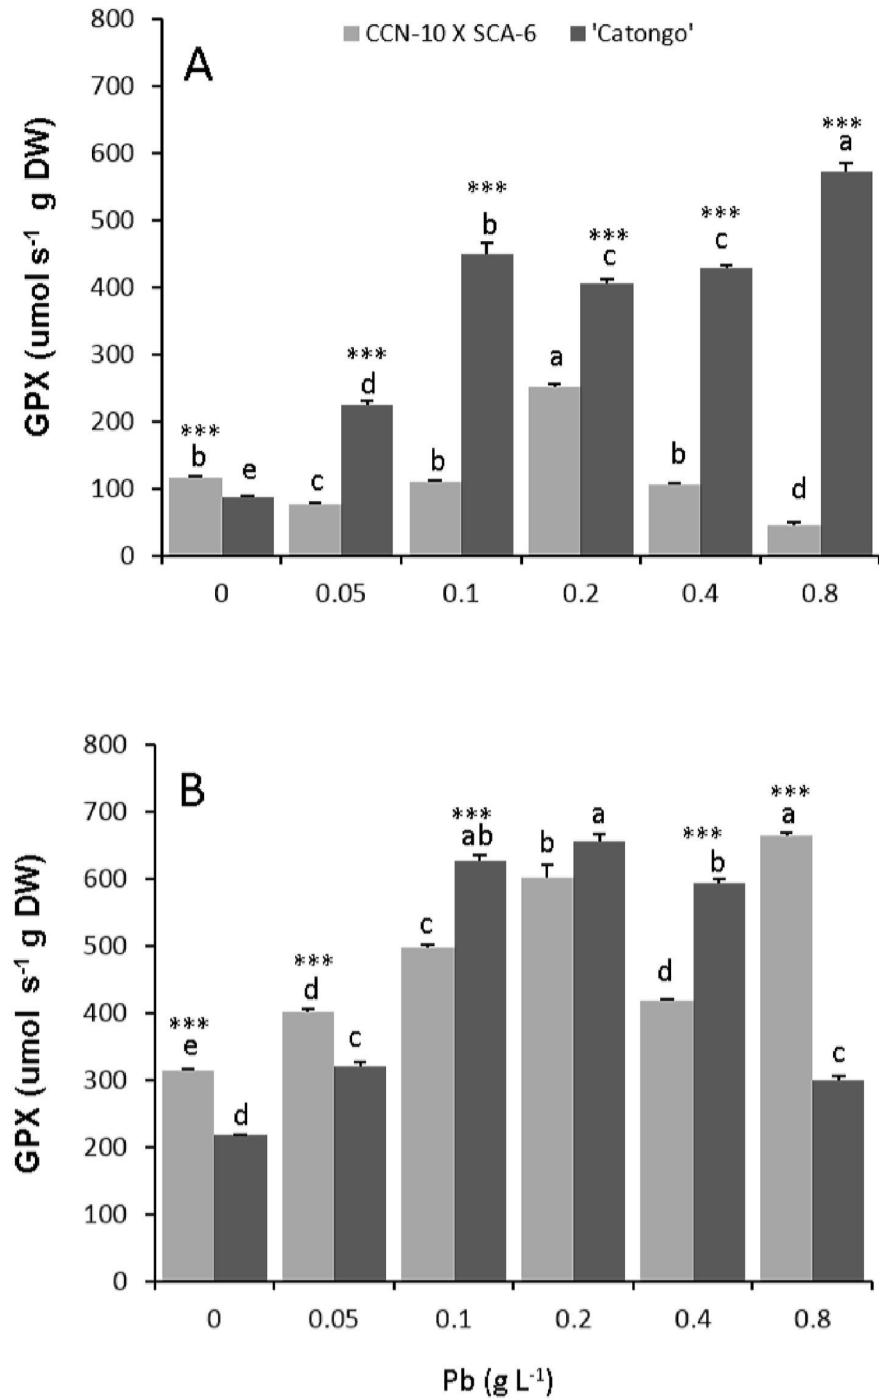 CCN-10 X SCA-6 'Catongo'
A
GPX (umol s⁻¹ g DW)
800
700
600
500
400
300
200
100
0
*** b
e
c
*** d
b
*** b
a
*** c
b
*** c
d
*** a
0 0.05 0.1 0.2 0.4 0.8
B
GPX (umol s⁻¹ g DW)
800
700
600
500
400
300
200
100
0
*** e
d
*** d
c
c
*** ab
b
a
d
*** b
*** a
c
0 0.05 0.1 0.2 0.4 0.8
Pb (g L⁻¹)